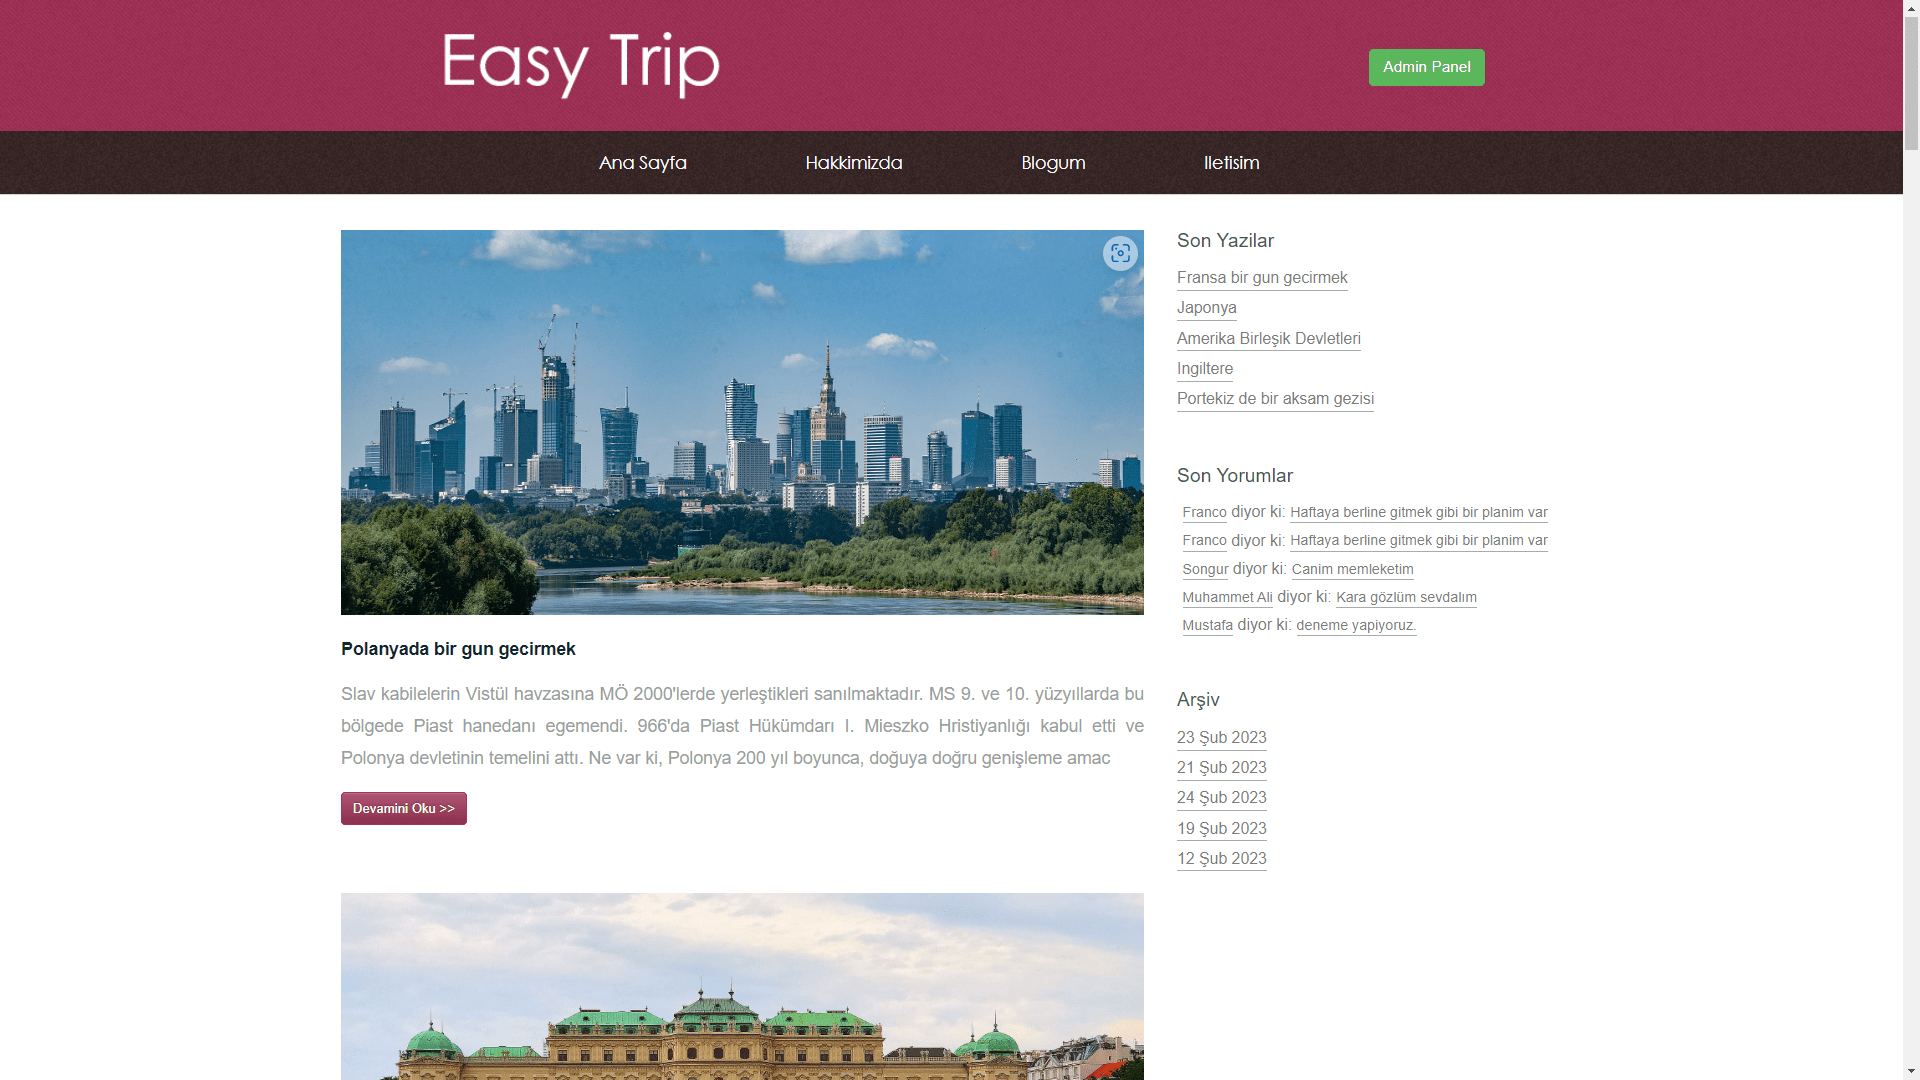 Easy Trip
Admin Panel
Ana Sayfa
Hakkimizda
Blogum
Iletisim
Polanyada bir gun gecirmek
Slav kabilelerin Vistül havzasına MÖ 2000'lerde yerleştikleri sanılmaktadır. MS 9. ve 10. yüzyıllarda bu
bölgede Piast hanedanı egemendi. 966'da Piast Hükümdarı I. Mieszko Hristiyanlığı kabul etti ve
Polonya devletinin temelini attı. Ne var ki, Polonya 200 yıl boyunca, doğuya doğru genişleme amac
Devamini Oku >>
Son Yazilar
Fransa bir gun gecirmek
Japonya
Amerika Birleşik Devletleri
Ingiltere
Portekiz de bir aksam gezisi
Son Yorumlar
Franco diyor ki: Haftaya berline gitmek gibi bir planim var
Franco diyor ki: Haftaya berline gitmek gibi bir planim var
Songur diyor ki: Canim memleketim
Muhammet Ali diyor ki: Kara gözlüm sevdalım
Mustafa diyor ki: deneme yapiyoruz.
Arşiv
23 Şub 2023
21 Şub 2023
24 Şub 2023
19 Şub 2023
12 Şub 2023